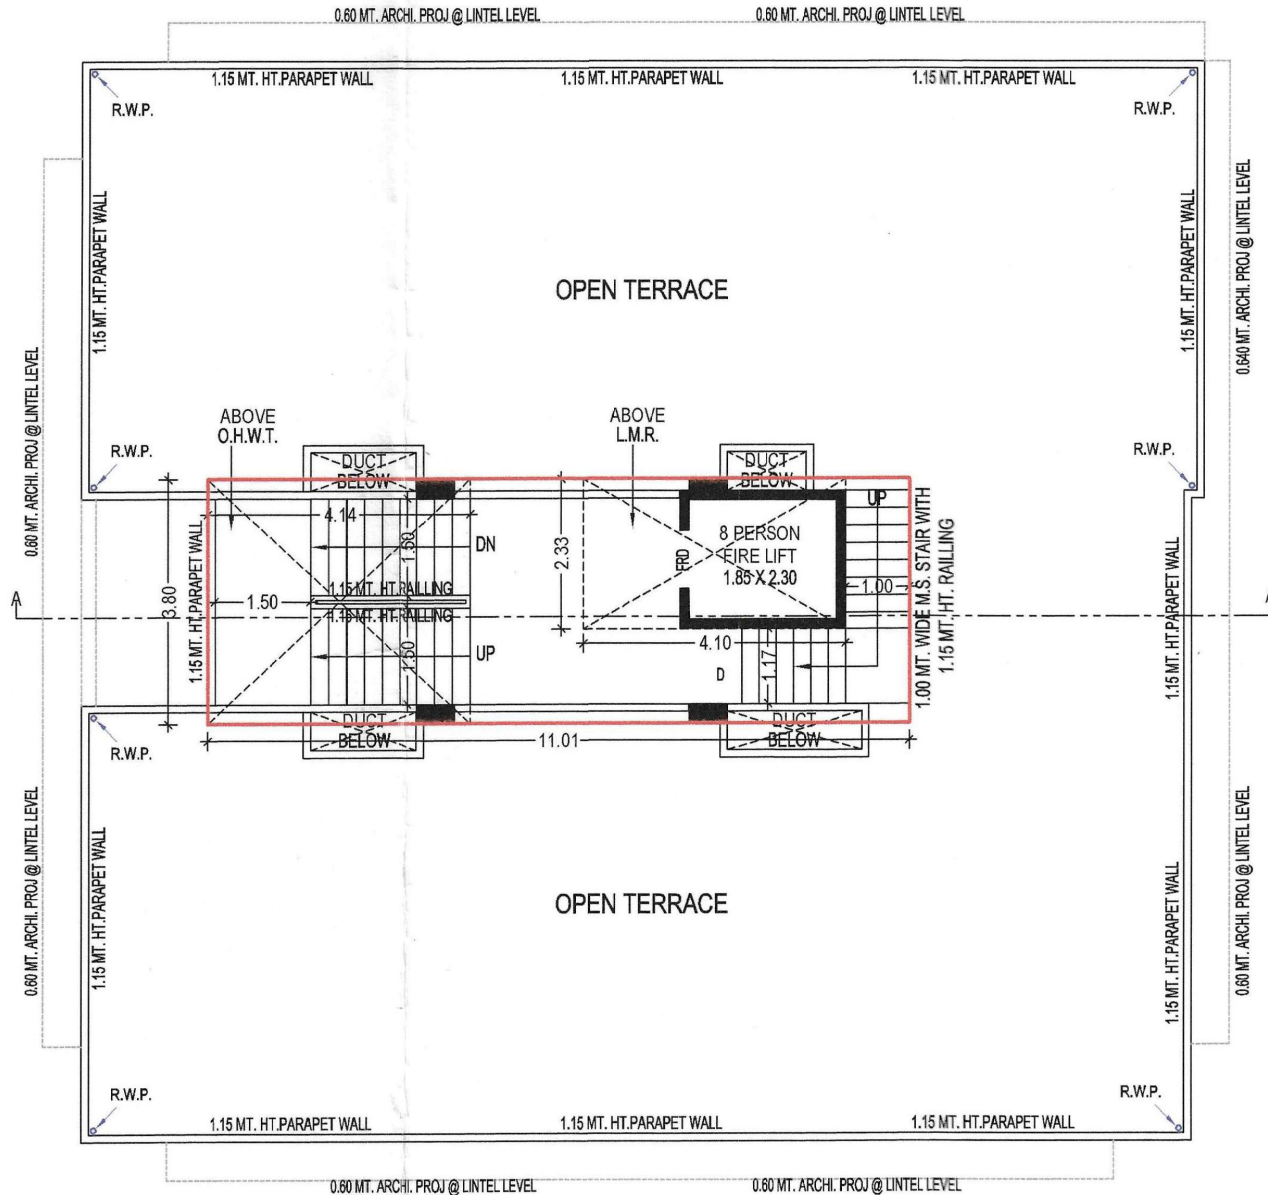 0.60 MT. ARCHI. PROJ @ LINTEL LEVEL
0.60 MT. ARCHI. PROJ @ LINTEL LEVEL
1.15 MT. HT.PARAPET WALL
1.15 MT. HT.PARAPET WALL
1.15 MT. HT.PARAPET WALL
R.W.P.
R.W.P.
1.15 MT. HT.PARAPET WALL
1.15 MT. HT.PARAPET WALL
0.640 MT. ARCHI. PROJ @ LINTEL LEVEL
OPEN TERRACE
0.60 MT. ARCHI. PROJ @ LINTEL LEVEL
ABOVE
O.H.W.T.
ABOVE
L.M.R.
R.W.P.
R.W.P.
DUCT
BELOW
DUCT
BELOW
UP
4.14
1.50
DN
2.33
FRD
8 PERSON
FIRE LIFT
1.85 X 2.30
1.00
1.00 MT. WIDE M.S. STAIR WITH
1.15 MT. HT. RAILLING
1.15 MT. HT.PARAPET WALL
3.80
1.15 MT. HT.RAILLING
1.50
1.15 MT. HT.RAILLING
A
A
1.15 MT. HT.PARAPET WALL
1.50
UP
4.10
D
1.17
DUCT
BELOW
DUCT
BELOW
11.01
R.W.P.
0.60 MT. ARCHI. PROJ @ LINTEL LEVEL
1.15 MT. HT.PARAPET WALL
OPEN TERRACE
1.15 MT. HT.PARAPET WALL
0.60 MT. ARCHI. PROJ @ LINTEL LEVEL
R.W.P.
R.W.P.
1.15 MT. HT.PARAPET WALL
1.15 MT. HT.PARAPET WALL
1.15 MT. HT.PARAPET WALL
0.60 MT. ARCHI. PROJ @ LINTEL LEVEL
0.60 MT. ARCHI. PROJ @ LINTEL LEVEL